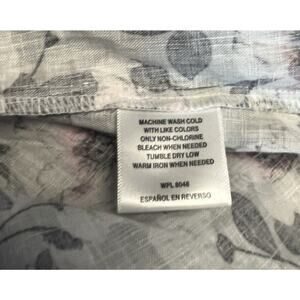 MACHINE WASH COLD
WITH LIKE COLORS
ONLY NON-CHLORINE
BLEACH WHEN NEEDED
TUMBLE DRY LOW
WARM IRON WHEN NEEDED
WPL 8048
ESPAÑOL EN REVERSO